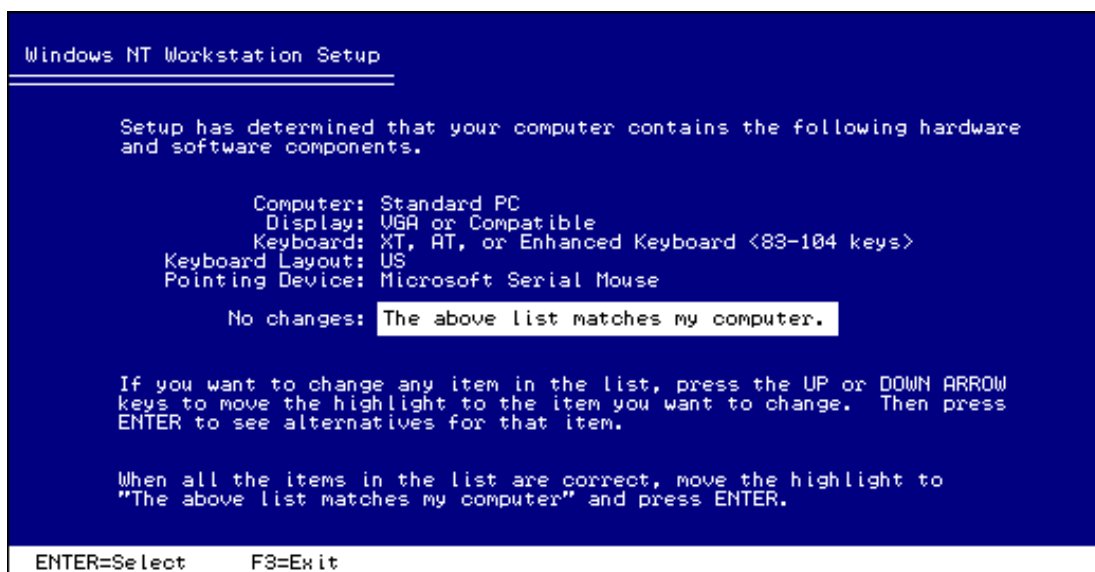 Windows NT Workstation Setup
Setup has determined that your computer contains the following hardware
and software components.
Computer: Standard PC
Display: VGA or Compatible
Keyboard: XT, AT, or Enhanced Keyboard <83-104 keys>
Keyboard Layout: US
Pointing Device: Microsoft Serial Mouse
No changes: The above list matches my computer.
If you want to change any item in the list, press the UP or DOWN ARROW
keys to move the highlight to the item you want to change.  Then press
ENTER to see alternatives for that item.
When all the items in the list are correct, move the highlight to
"The above list matches my computer" and press ENTER.
ENTER=Select F3=Exit